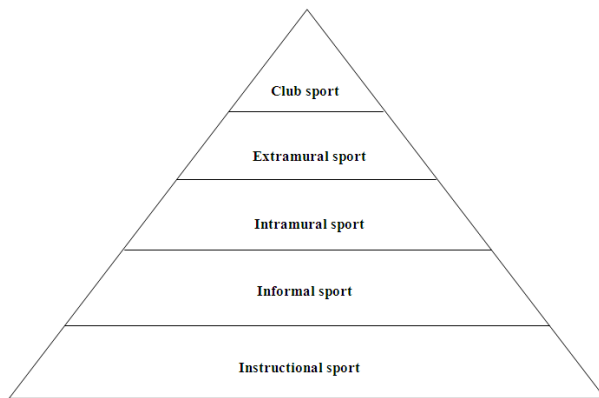 Club sport
Extramural sport
Intramural sport
Informal sport
Instructional sport